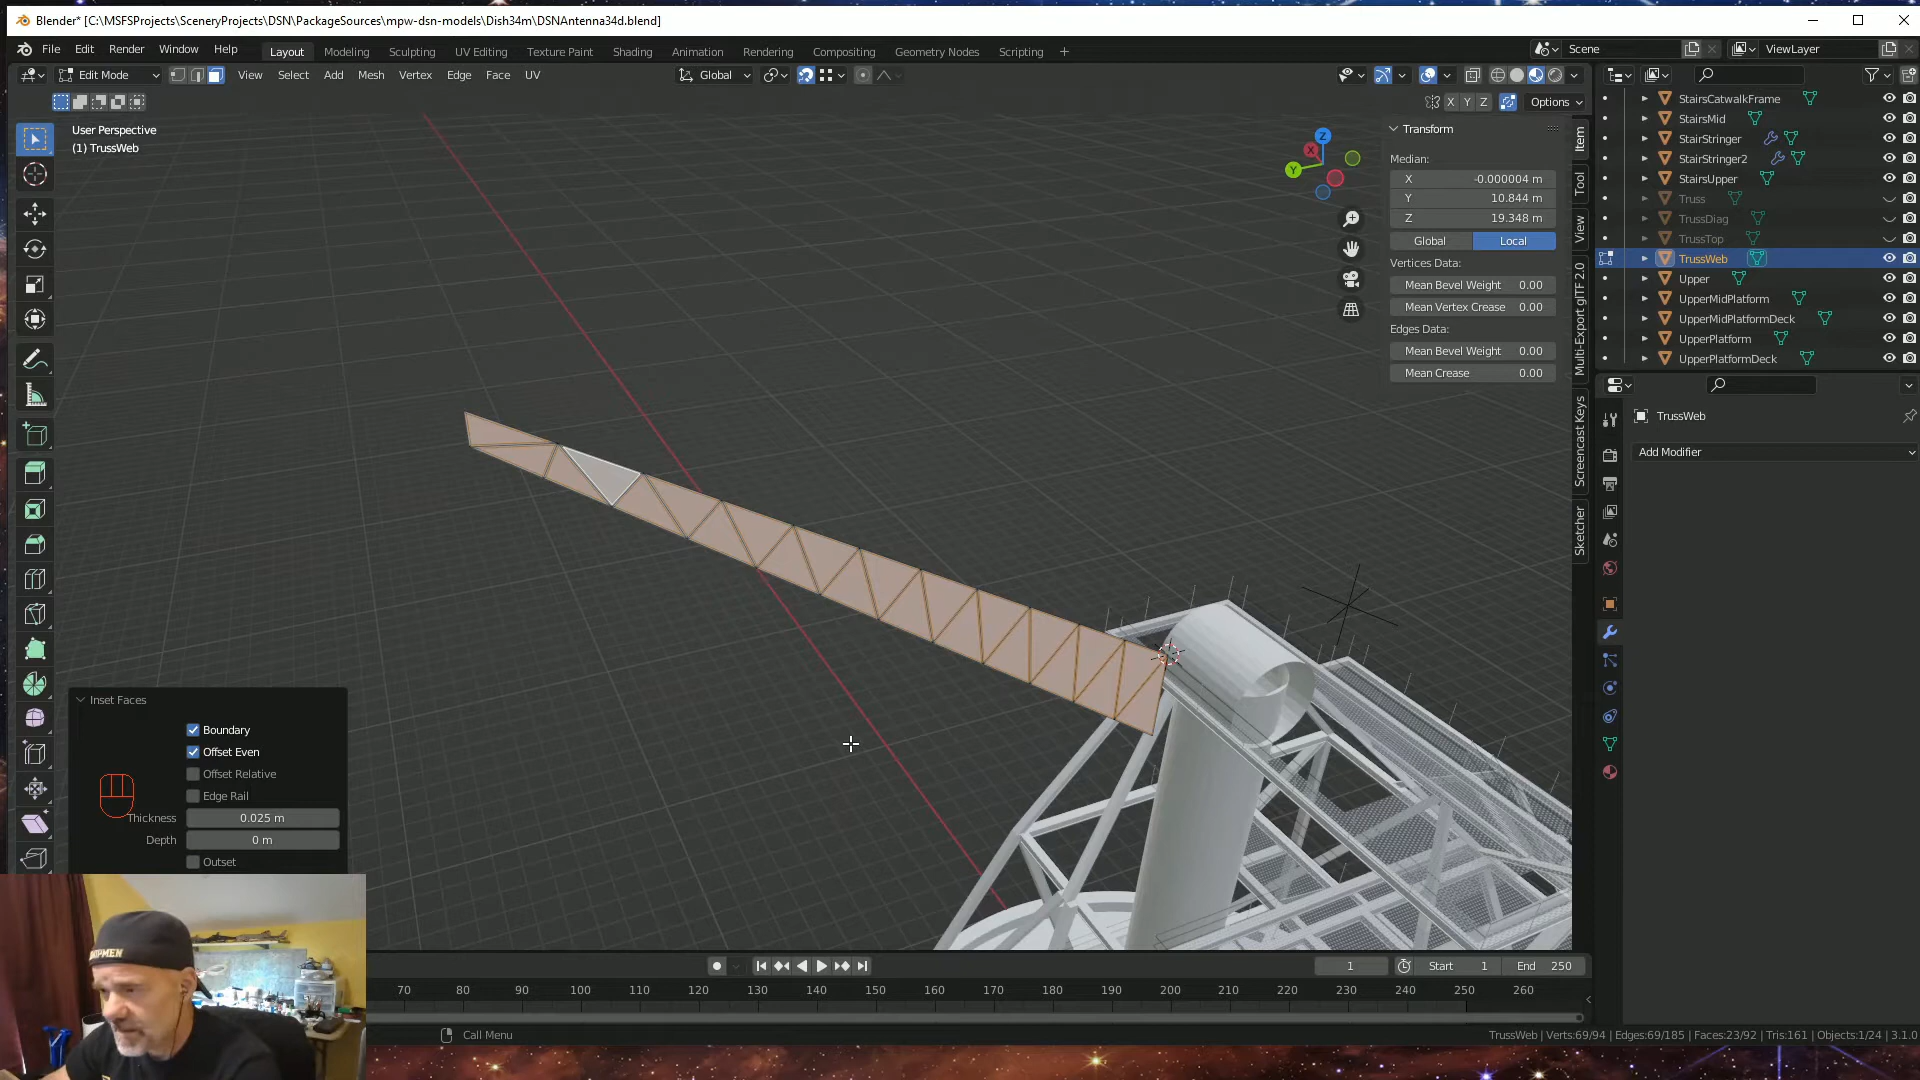 Blender* [C:\MSFSProjects\SceneryProjects\DSN\PackageSources\mpw-dsn-models\Dish34m\DSNAntenna34d.blend]
File Edit Render Window Help
Layout Modeling Sculpting UV Editing Texture Paint Shading Animation Rendering Compositing Geometry Nodes Scripting +
Scene
ViewLayer
Edit Mode
View Select Add Mesh Vertex Edge Face UV
Global
X Y Z
Options
User Perspective
(1) TrussWeb
Z
X
Y
Transform
Median:
X -0.000004 m
Y 10.844 m
Z 19.348 m
Global Local
Vertices Data:
Mean Bevel Weight 0.00
Mean Vertex Crease 0.00
Edges Data:
Mean Bevel Weight 0.00
Mean Crease 0.00
Item
Tool
View
Multi-Export glTF 2.0
Screencast Keys
Sketcher
StairsCatwalkFrame
StairsMid
StairStringer
StairStringer2
StairsUpper
Truss
TrussDiag
TrussTop
TrussWeb
Upper
UpperMidPlatform
UpperMidPlatformDeck
UpperPlatform
UpperPlatformDeck
TrussWeb
Add Modifier
Inset Faces
Boundary
Offset Even
Offset Relative
Edge Rail
Thickness 0.025 m
Depth 0 m
Outset
1
Start 1
End 250
70 80 90 100 110 120 130 140 150 160 170 180 190 200 210 220 230 240 250 260
Call Menu
TrussWeb | Verts:69/94 | Edges:69/185 | Faces:23/92 | Tris:161 | Objects:1/24 | 3.1.0